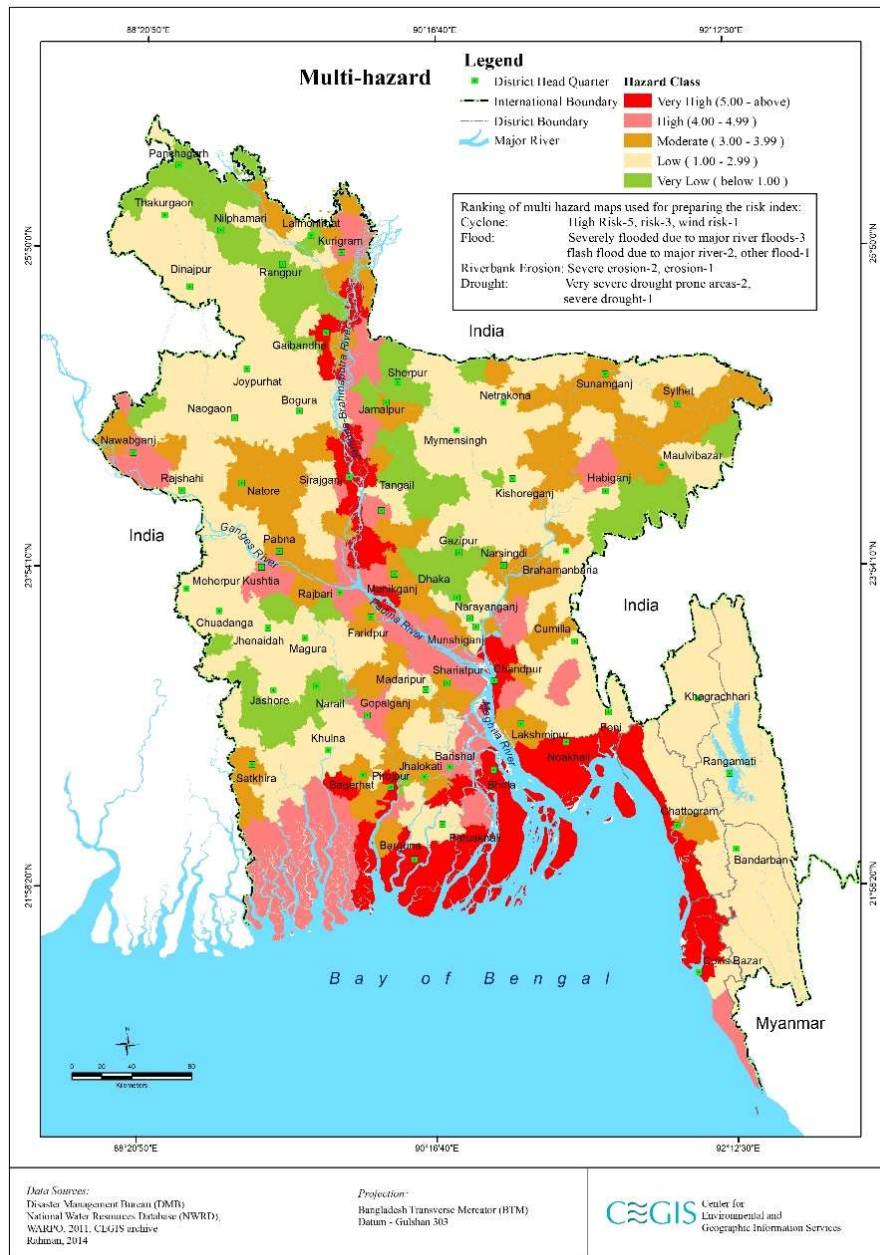 88°20'50"E
90°16'40"E
92°12'30"E
Multi-hazard
Legend
District Head Quarter
International Boundary
District Boundary
Major River
Hazard Class
Very High (5.00 - above)
High (4.00 - 4.99)
Moderate ( 3.00 - 3.99)
Low ( 1.00 - 2.99)
Very Low ( below 1.00 )
Ranking of multi hazard maps used for preparing the risk index:
Cyclone: High Risk-5, risk-3, wind risk-1
Flood: Severely flooded due to major river floods-3
flash flood due to major river-2, other flood-1
Riverbank Erosion: Severe erosion-2, erosion-1
Drought: Very severe drought prone areas-2,
severe drought-1
25°50'0"N
Panchagarh
Thakurgaon
Nilphamari
Lalmonirhat
Kurigram
Rangpur
Dinajpur
India
Gaibandha
Joypurhat
Sherpur
Netrakona
Sunamganj
Sylhet
Naogaon
Bogura
Jamalpur
Mymensingh
Nawabganj
Rajshahi
Natore
Sirajganj
Tangail
Kishoreganj
Habiganj
Maulvibazar
India
Ganges River
Pabna
Gazipur
Narsingdi
Brahamanbaria
23°54'10"N
23°54'10"N
Meherpur
Kushtia
Rajbari
Manikganj
Dhaka
Narayanganj
India
Chuadanga
Jhenaidah
Magura
Faridpur
Padma River
Munshiganj
Cumilla
Shariatpur
Chandpur
Madaripur
Jashore
Narail
Gopalganj
Meghna River
Khagrachhari
Khulna
Barishal
Lakshmipur
Feni
Noakhali
Rangamati
Satkhira
Bagerhat
Pirojpur
Jhalokati
Bhola
Chattogram
Barguna
Patuakhali
Bandarban
21°58'20"N
21°58'20"N
Bay of Bengal
Cox's Bazar
Myanmar
N
0 20 40 80
Kilometers
88°20'50"E
90°16'40"E
92°12'30"E
Data Sources:
Disaster Management Bureau (DMB)
National Water Resources Database (NWRD),
WARPO, 2011, CEGIS archive
Rahman, 2014
Projection:
Bangladesh Transverse Mercator (BTM)
Datum - Gulshan 303
CEGIS
Center for
Environmental and
Geographic Information Services